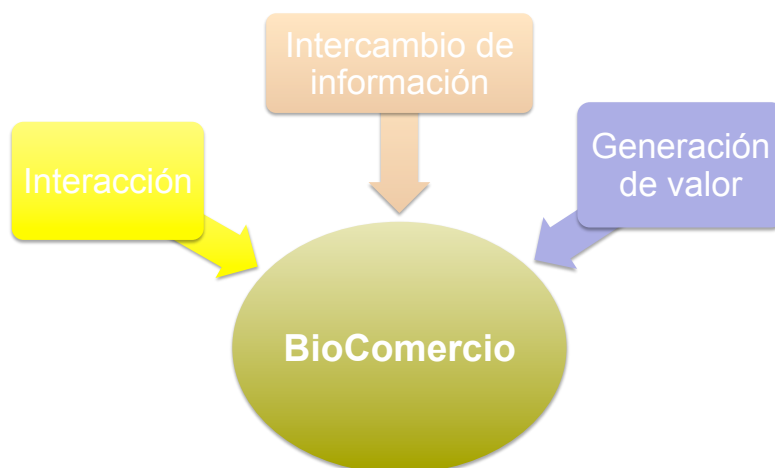 Intercambio de
información
Interacción
Generación
de valor
BioComercio